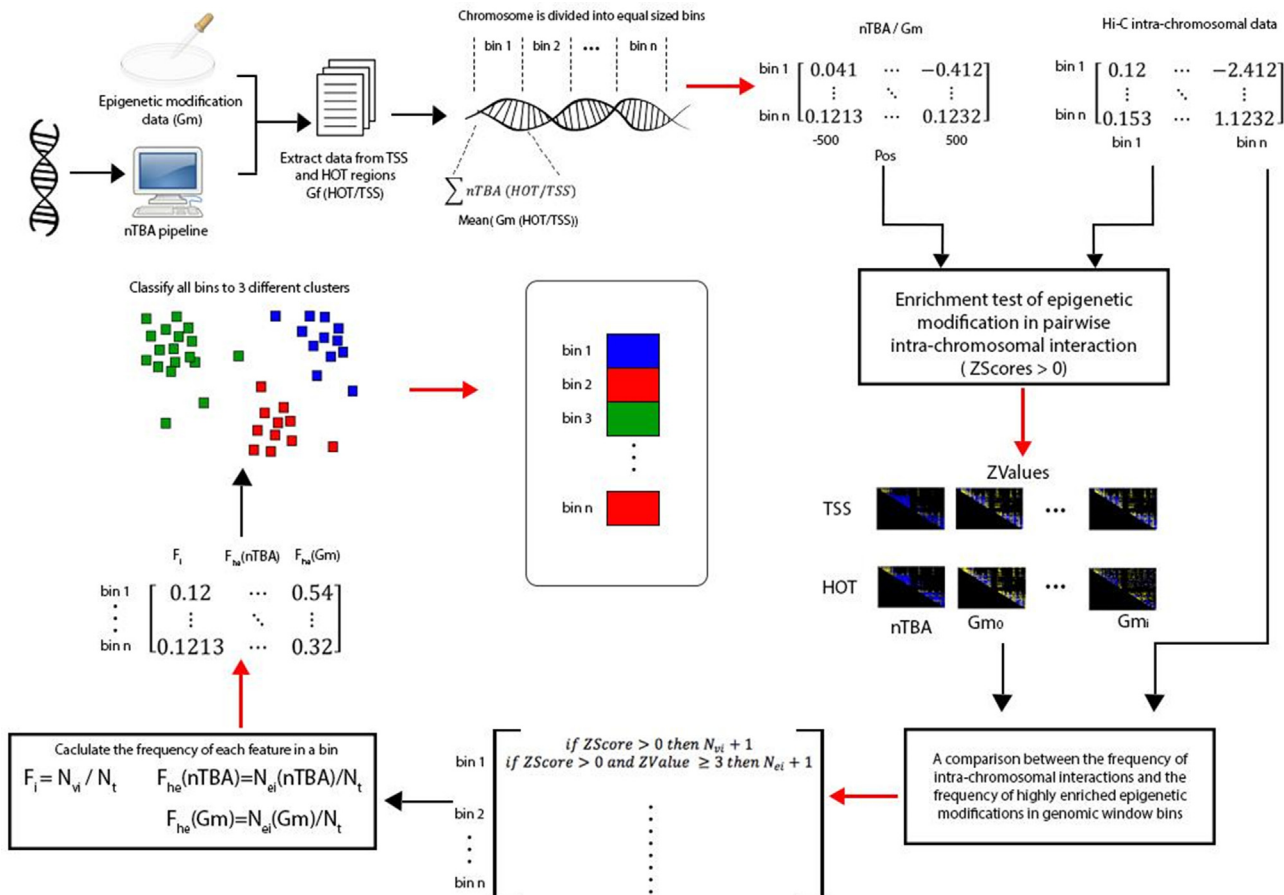 Chromosome is divided into equal sized bins
bin 1 bin 2 ... bin n
Epigenetic modification
data (Gm)
nTBA pipeline
Extract data from TSS
and HOT regions
Gf (HOT/TSS)
∑ nTBA (HOT/TSS)
Mean( Gm (HOT/TSS))
nTBA / Gm
bin 1 0.041 ⋯ −0.412
⋮ ⋱ ⋮
bin n 0.1213 ⋯ 0.1232
-500 500
Pos
Hi-C intra-chromosomal data
bin 1 0.12 ⋯ −2.412
⋮ ⋱ ⋮
bin n 0.153 ⋯ 1.1232
bin 1 bin n
Enrichment test of epigenetic
modification in pairwise
intra-chromosomal interaction
( ZScores > 0)
ZValues
TSS ...
HOT ...
nTBA Gm0 Gmi
A comparison between the frequency of
intra-chromosomal interactions and the
frequency of highly enriched epigenetic
modifications in genomic window bins
if ZScore > 0 then Nvi + 1
bin 1 if ZScore > 0 and ZValue ≥ 3 then Nei + 1
bin 2
bin n
Caclulate the frequency of each feature in a bin
Fi = Nvi / Nt Fhe(nTBA)=Nei(nTBA)/Nt
Fhe(Gm)=Nei(Gm)/Nt
Fi Fhe(nTBA) Fhe(Gm)
bin 1 0.12 ⋯ 0.54
⋮ ⋱ ⋮
bin n 0.1213 ⋯ 0.32
Classify all bins to 3 different clusters
bin 1
bin 2
bin 3
bin n